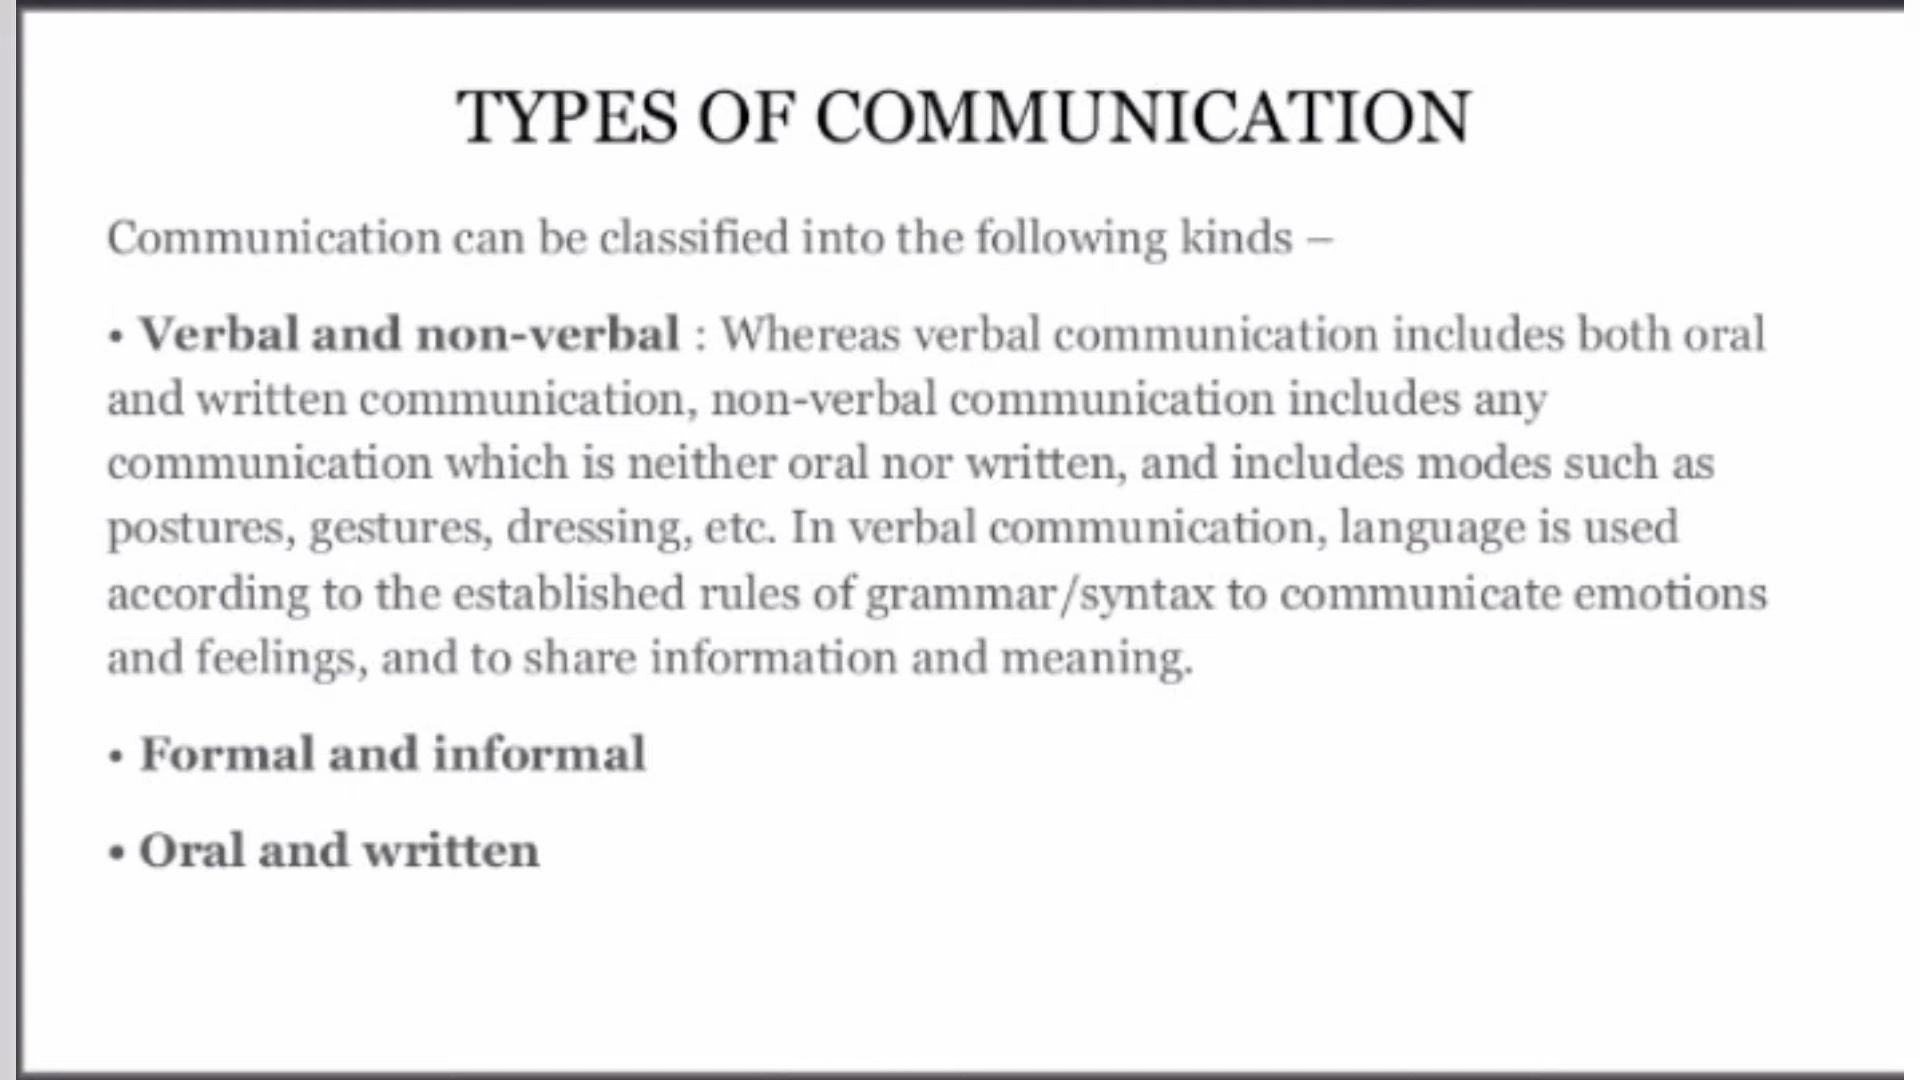 TYPES OF COMMUNICATION
Communication can be classified into the following kinds –
• Verbal and non-verbal : Whereas verbal communication includes both oral
and written communication, non-verbal communication includes any
communication which is neither oral nor written, and includes modes such as
postures, gestures, dressing, etc. In verbal communication, language is used
according to the established rules of grammar/syntax to communicate emotions
and feelings, and to share information and meaning.
• Formal and informal
• Oral and written